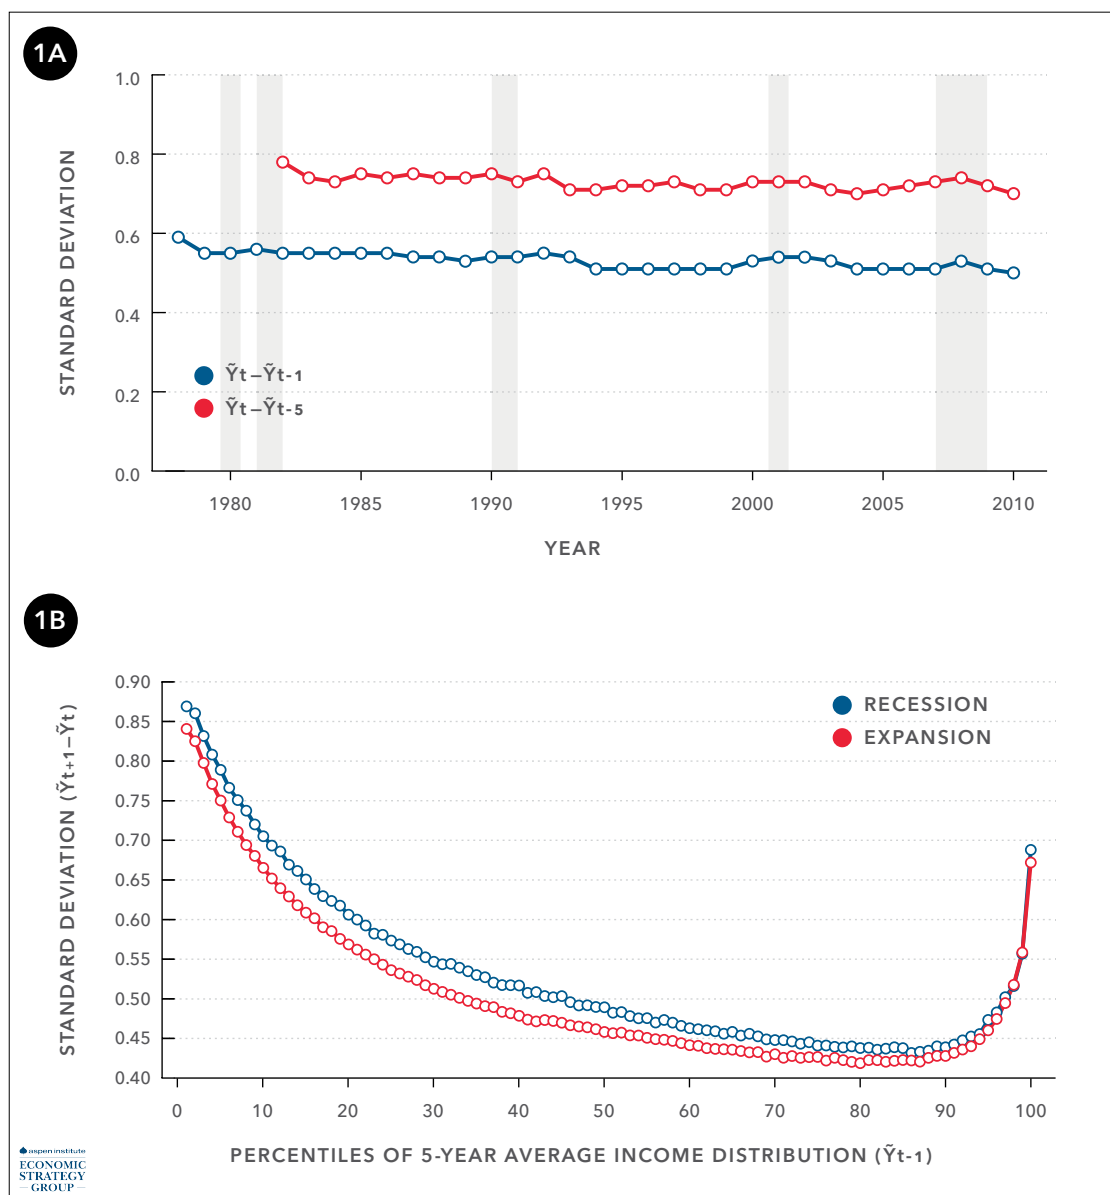 1A
STANDARD DEVIATION
1.0
0.8
0.6
0.4
0.2
0.0
Ỹt–Ỹt-1
Ỹt–Ỹt-5
1980 1985 1990 1995 2000 2005 2010
YEAR
1B
STANDARD DEVIATION (Ỹt+1–Ỹt)
0.90
0.85
0.80
0.75
0.70
0.65
0.60
0.55
0.50
0.45
0.40
RECESSION
EXPANSION
0 10 20 30 40 50 60 70 80 90 100
PERCENTILES OF 5-YEAR AVERAGE INCOME DISTRIBUTION (Ỹt-1)
aspen institute
ECONOMIC
STRATEGY
GROUP